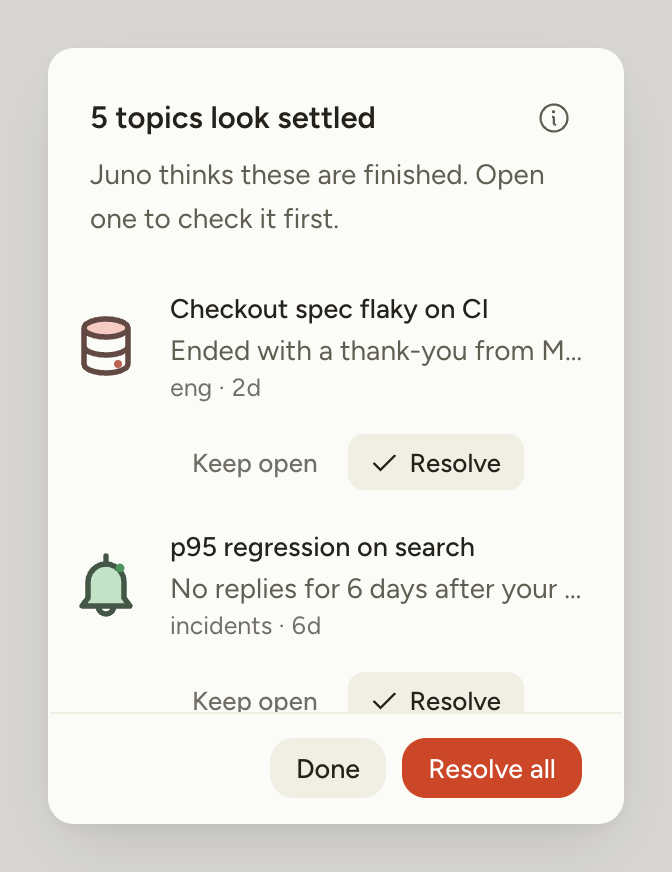 5 topics look settled
Juno thinks these are finished. Open
one to check it first.
Checkout spec flaky on CI
Ended with a thank-you from M...
eng · 2d
Keep open
Resolve
p95 regression on search
No replies for 6 days after your ...
incidents · 6d
Keep open
Resolve
Done
Resolve all